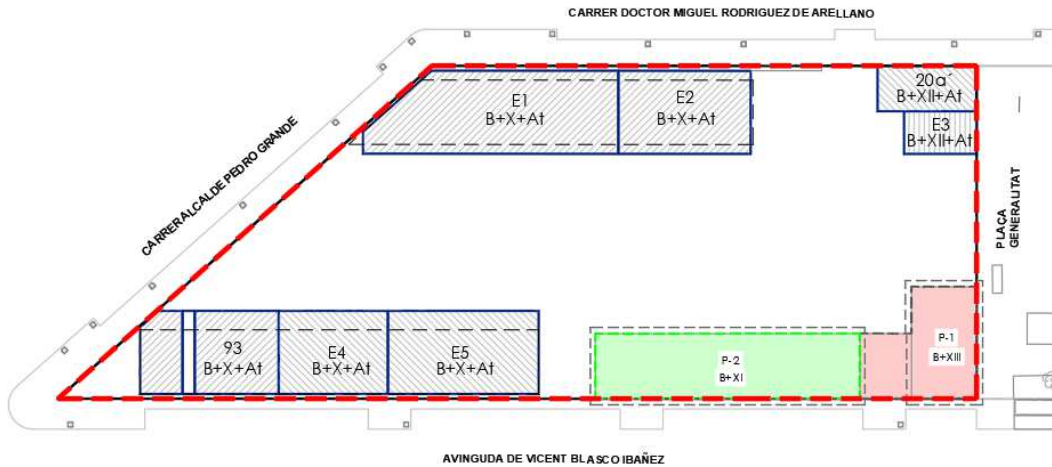 CARRER DOCTOR MIGUEL RODRIGUEZ DE ARELLANO
CARRER ALCALDE PEDRO GRANDE
E1
B+X+At
E2
B+X+At
20a´
B+XII+At
E3
B+XII+At
PLAÇA
GENERALITAT
93
B+X+At
E4
B+X+At
E5
B+X+At
P-2
B+XI
P-1
B+XIII
AVINGUDA DE VICENT BLASCO IBAÑEZ